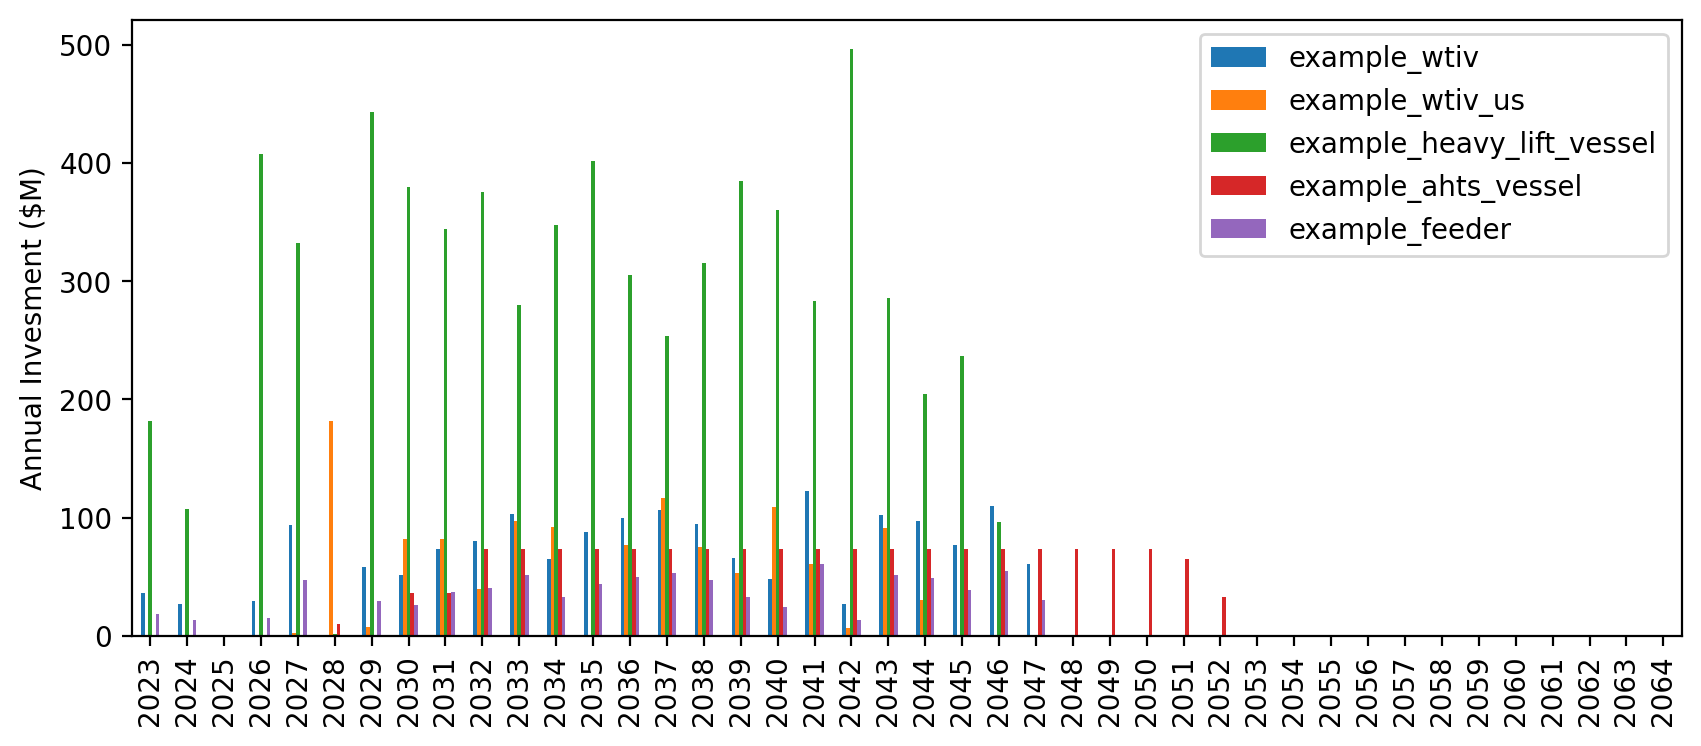 Annual Invesment ($M)
500
400
300
200
100
0
example_wtiv
example_wtiv_us
example_heavy_lift_vessel
example_ahts_vessel
example_feeder
2023 2024 2025 2026 2027 2028 2029 2030 2031 2032 2033 2034 2035 2036 2037 2038 2039 2040 2041 2042 2043 2044 2045 2046 2047 2048 2049 2050 2051 2052 2053 2054 2055 2056 2057 2058 2059 2060 2061 2062 2063 2064